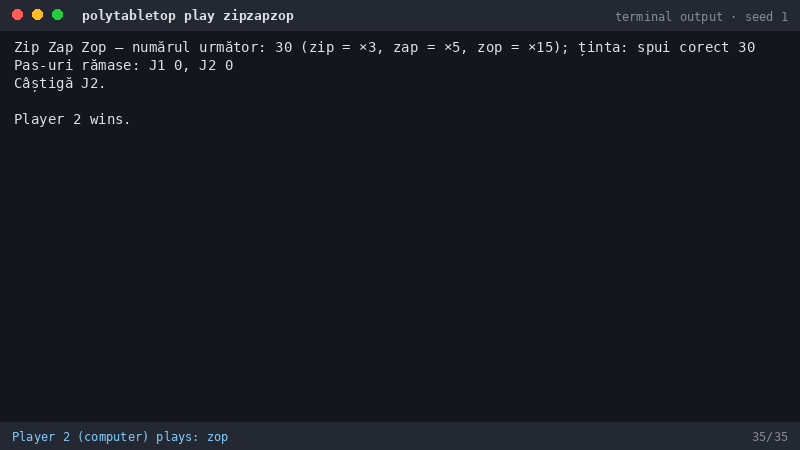 polytabletop play zipzapzop
terminal output · seed 1
Zip Zap Zop — numărul următor: 30 (zip = ×3, zap = ×5, zop = ×15); ținta: spui corect 30
Pas-uri rămase: J1 0, J2 0
Câștigă J2.
Player 2 wins.
Player 2 (computer) plays: zop
35/35